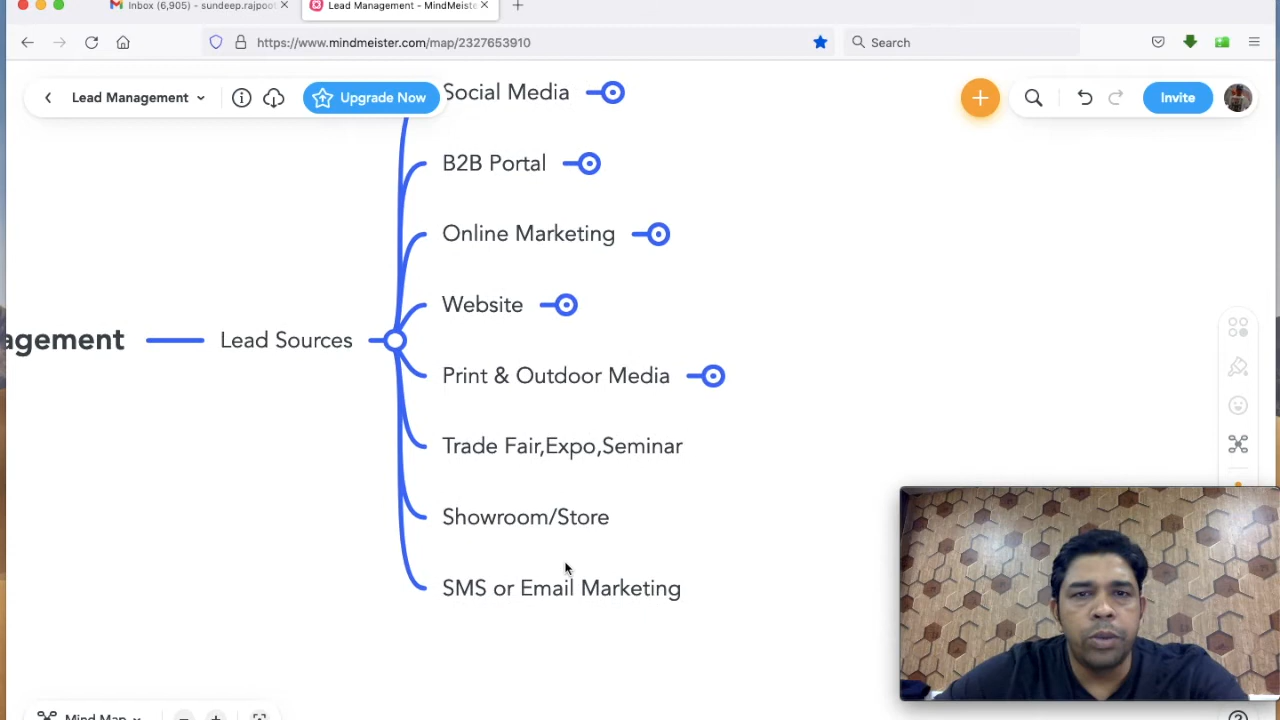 Inbox (6,905) - sundeep.rajpoot
Lead Management - MindMeiste
https://www.mindmeister.com/map/2327653910
Search
Lead Management
Upgrade Now
Invite
Social Media
B2B Portal
Online Marketing
Website
agement
Lead Sources
Print & Outdoor Media
Trade Fair,Expo,Seminar
Showroom/Store
SMS or Email Marketing
Mind Map